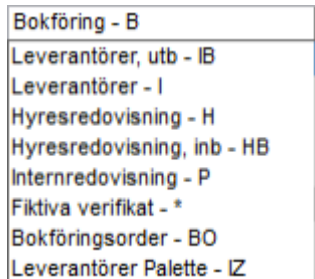 Bokföring - B
Leverantörer, utb - IB
Leverantörer - I
Hyresredovisning - H
Hyresredovisning, inb - HB
Internredovisning - P
Fiktiva verifikat - *
Bokföringsorder - BO
Leverantörer Palette - IZ